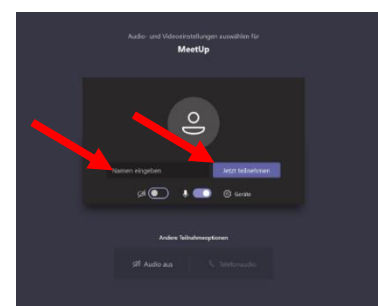 Audio- und Videoeinstellungen auswählen für
MeetUp
Namen eingeben
Jetzt teilnehmen
Geräte
Andere Teilnahmeoptionen
Audio aus
Telefonaudio